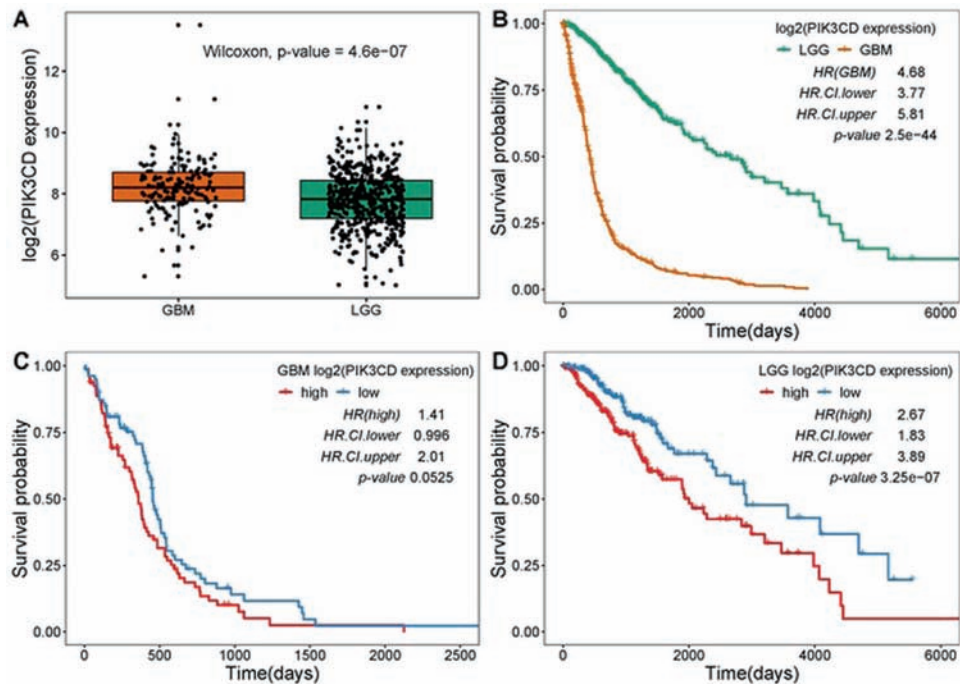 A
Wilcoxon, p-value = 4.6e-07
log2(PIK3CD expression)
12
10
8
6
GBM
LGG
B
log2(PIK3CD expression)
LGG GBM
HR(GBM) 4.68
HR.CI.lower 3.77
HR.CI.upper 5.81
p-value 2.5e-44
Survival probability
1.00
0.75
0.50
0.25
0.00
0 2000 4000 6000
Time(days)
C
GBM log2(PIK3CD expression)
high low
HR(high) 1.41
HR.CI.lower 0.996
HR.CI.upper 2.01
p-value 0.0525
Survival probability
1.00
0.75
0.50
0.25
0.00
0 500 1000 1500 2000 2500
Time(days)
D
LGG log2(PIK3CD expression)
high low
HR(high) 2.67
HR.CI.lower 1.83
HR.CI.upper 3.89
p-value 3.25e-07
Survival probability
1.00
0.75
0.50
0.25
0.00
0 2000 4000 6000
Time(days)